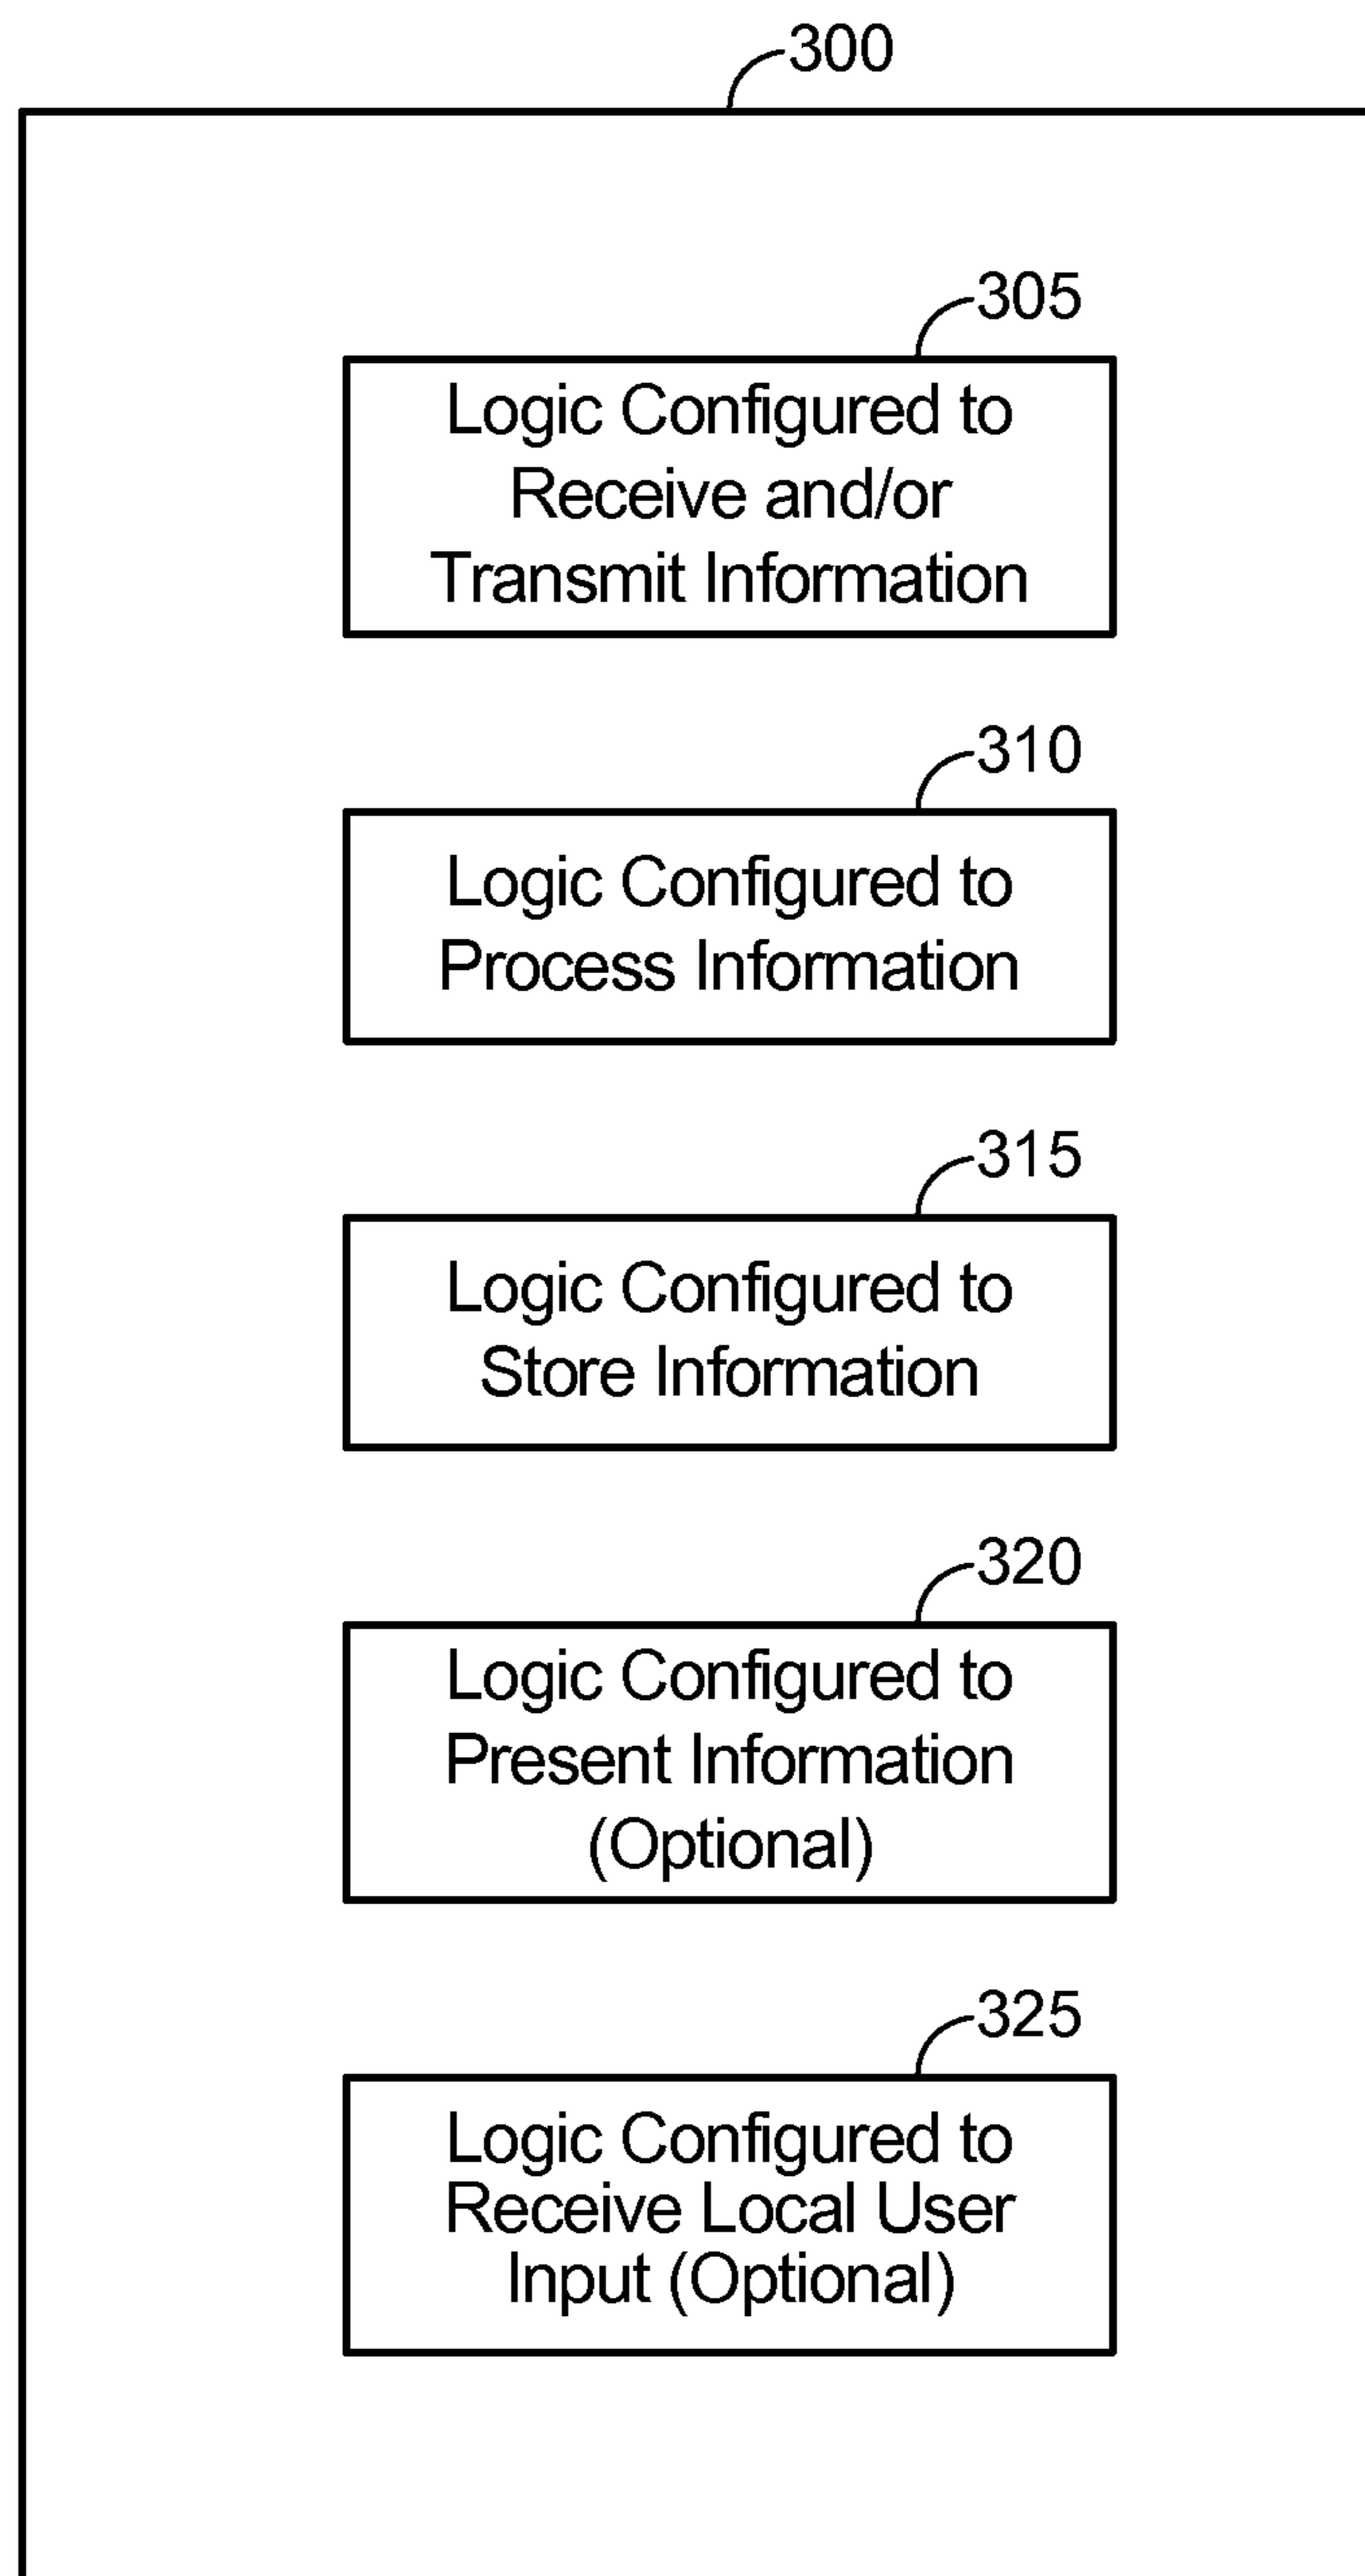 300
305
Logic Configured to
Receive and/or
Transmit Information
310
Logic Configured to
Process Information
315
Logic Configured to
Store Information
320
Logic Configured to
Present Information
(Optional)
325
Logic Configured to
Receive Local User
Input (Optional)